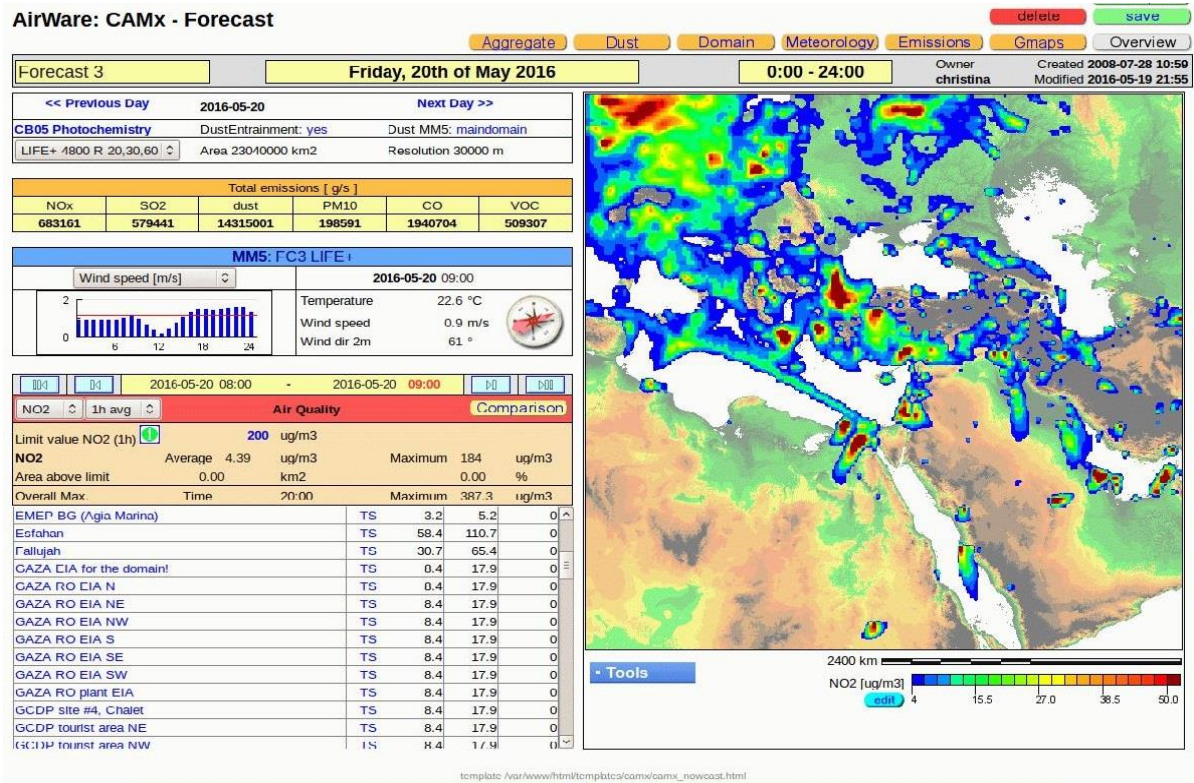 AirWare: CAMx - Forecast
delete save
Aggregate Dust Domain Meteorology Emissions Gmaps Overview
Forecast 3 Friday, 20th of May 2016 0:00 - 24:00 Owner christina Created 2008-07-28 10:59 Modified 2016-05-19 21:55
<< Previous Day 2016-05-20 Next Day >>
CB05 Photochemistry DustEntrainment: yes Dust MM5: maindomain
LIFE+ 4800 R 20,30,60 Area 23040000 km2 Resolution 30000 m
Total emissions [ g/s ]
NOx SO2 dust PM10 CO VOC
683161 579441 14315001 198591 1940704 509307
MM5: FC3 LIFE+
Wind speed [m/s] 2016-05-20 09:00
2
0
6 12 18 24
Temperature 22.6 °C
Wind speed 0.9 m/s
Wind dir 2m 61 °
2016-05-20 08:00 - 2016-05-20 09:00
NO2 1h avg Air Quality Comparison
Limit value NO2 (1h) 200 ug/m3
NO2 Average 4.39 ug/m3 Maximum 184 ug/m3
Area above limit 0.00 km2 0.00 %
Overall Max. Time 20:00 Maximum 387.3 ug/m3
EMEP BG (Agia Marina) TS 3.2 5.2 0
Esfahan TS 58.4 110.7 0
Fallujah TS 30.7 65.4 0
GAZA EIA for the domain! TS 8.4 17.9 0
GAZA RO EIA N TS 8.4 17.9 0
GAZA RO EIA NE TS 8.4 17.9 0
GAZA RO EIA NW TS 8.4 17.9 0
GAZA RO EIA S TS 8.4 17.9 0
GAZA RO EIA SE TS 8.4 17.9 0
GAZA RO EIA SW TS 8.4 17.9 0
GAZA RO plant EIA TS 8.4 17.9 0
GCDP site #4, Chalet TS 8.4 17.9 0
GCDP tourist area NE TS 8.4 17.9 0
GCDP tourist area NW TS 8.4 17.9 0
- Tools
2400 km
NO2 [ug/m3]
edit 4 15.5 27.0 38.5 50.0
template /var/www/html/templates/camx/camx_nowcast.html